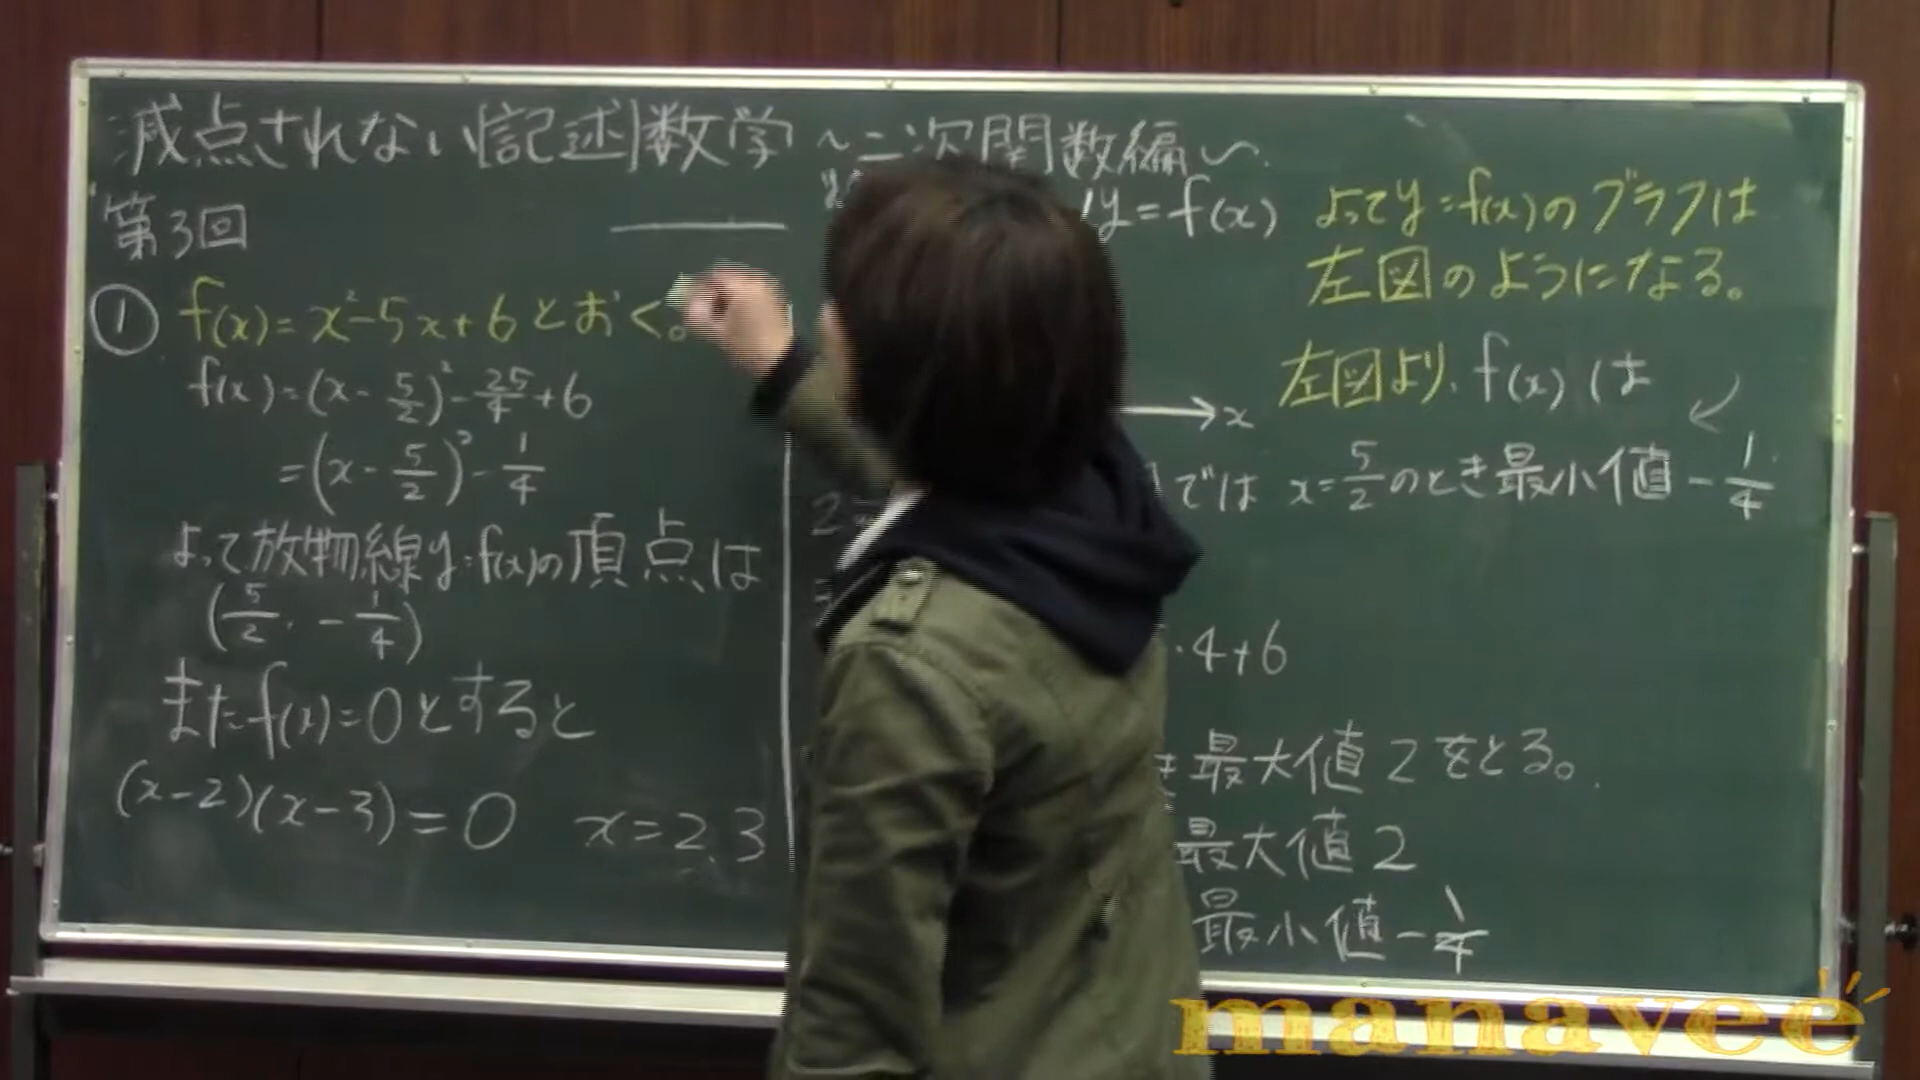 減点されない[記述]数学 ~二次関数編~
第3回
① f(x)=x²-5x+6とおく。
f(x)=(x-5/2)²-25/4+6
=(x-5/2)²-1/4
よって放物線y=f(x)の頂点は
(5/2, -1/4)
またf(x)=0とすると
(x-2)(x-3)=0 x=2,3
y=f(x)
x
よってy=f(x)のグラフは
左図のようになる。
左図より、f(x)は
では x=5/2のとき最小値-1/4
·4+6
最大値2をとる。
最大値2
最小値-1/4
manavee